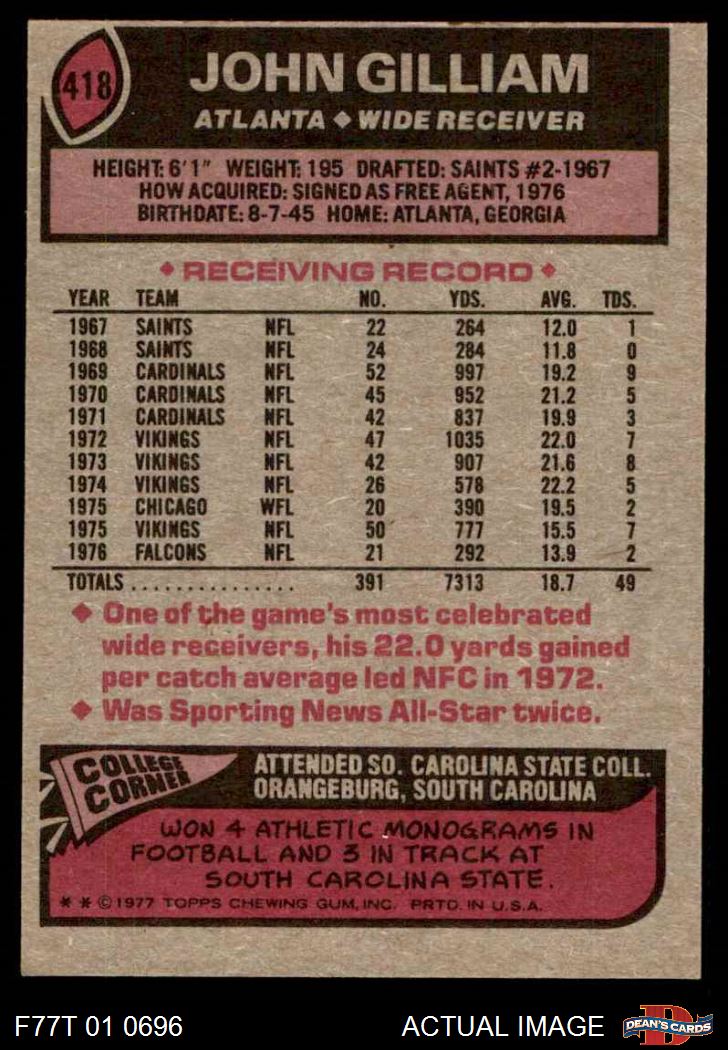 418
JOHN GILLIAM
ATLANTA ◆ WIDE RECEIVER
HEIGHT: 6'1" WEIGHT: 195 DRAFTED: SAINTS #2-1967
HOW ACQUIRED: SIGNED AS FREE AGENT, 1976
BIRTHDATE: 8-7-45 HOME: ATLANTA, GEORGIA
◆ RECEIVING RECORD ◆
YEAR TEAM NO. YDS. AVG. TDS.
1967 SAINTS NFL 22 264 12.0 1
1968 SAINTS NFL 24 284 11.8 0
1969 CARDINALS NFL 52 997 19.2 9
1970 CARDINALS NFL 45 952 21.2 5
1971 CARDINALS NFL 42 837 19.9 3
1972 VIKINGS NFL 47 1035 22.0 7
1973 VIKINGS NFL 42 907 21.6 8
1974 VIKINGS NFL 26 578 22.2 5
1975 CHICAGO WFL 20 390 19.5 2
1975 VIKINGS NFL 50 777 15.5 7
1976 FALCONS NFL 21 292 13.9 2
TOTALS ................ 391 7313 18.7 49
◆ One of the game's most celebrated
wide receivers, his 22.0 yards gained
per catch average led NFC in 1972.
◆ Was Sporting News All-Star twice.
COLLEGE
CORNER
ATTENDED SO. CAROLINA STATE COLL.
ORANGEBURG, SOUTH CAROLINA
WON 4 ATHLETIC MONOGRAMS IN
FOOTBALL AND 3 IN TRACK AT
SOUTH CAROLINA STATE.
* * © 1977 TOPPS CHEWING GUM, INC. PRTD. IN U.S.A.
F77T 01 0696
ACTUAL IMAGE
D
DEAN'S CARDS